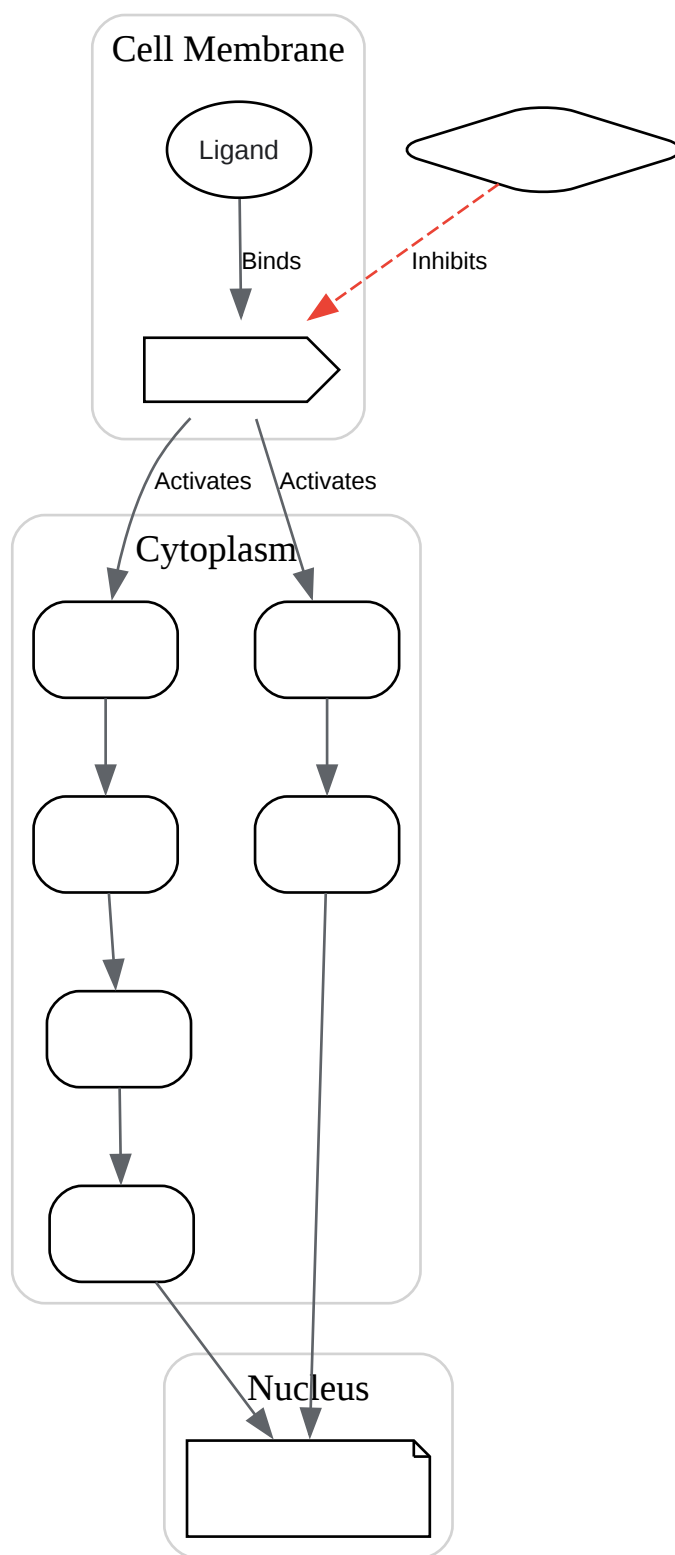 Cell Membrane
Ligand
Binds
Inhibits
Activates
Activates
Cytoplasm
Nucleus